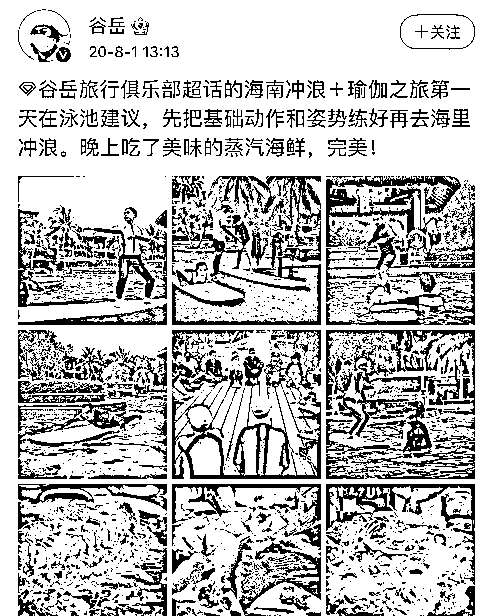 谷岳
20-8-1 13:13
十关注
谷岳旅行俱乐部超话的海南冲浪＋瑜伽之旅第一
天在泳池建议，先把基础动作和姿势练好再去海里
冲浪。晚上吃了美味的蒸汽海鲜，完美！